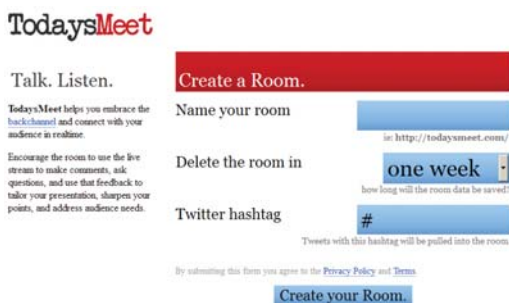 TodaysMeet
Talk. Listen.
TodaysMeet helps you embrace the
backchannel and connect with your
audience in realtime.
Encourage the room to use the live
stream to make comments, ask
questions, and use that feedback to
tailor your presentation, sharpen your
points, and address audience needs.
Create a Room.
Name your room
ie: http://todaysmeet.com/
Delete the room in
one week
how long will the room data be saved?
Twitter hashtag
#
Tweets with this hashtag will be pulled into the room
By submitting this form you agree to the Privacy Policy and Terms.
Create your Room.